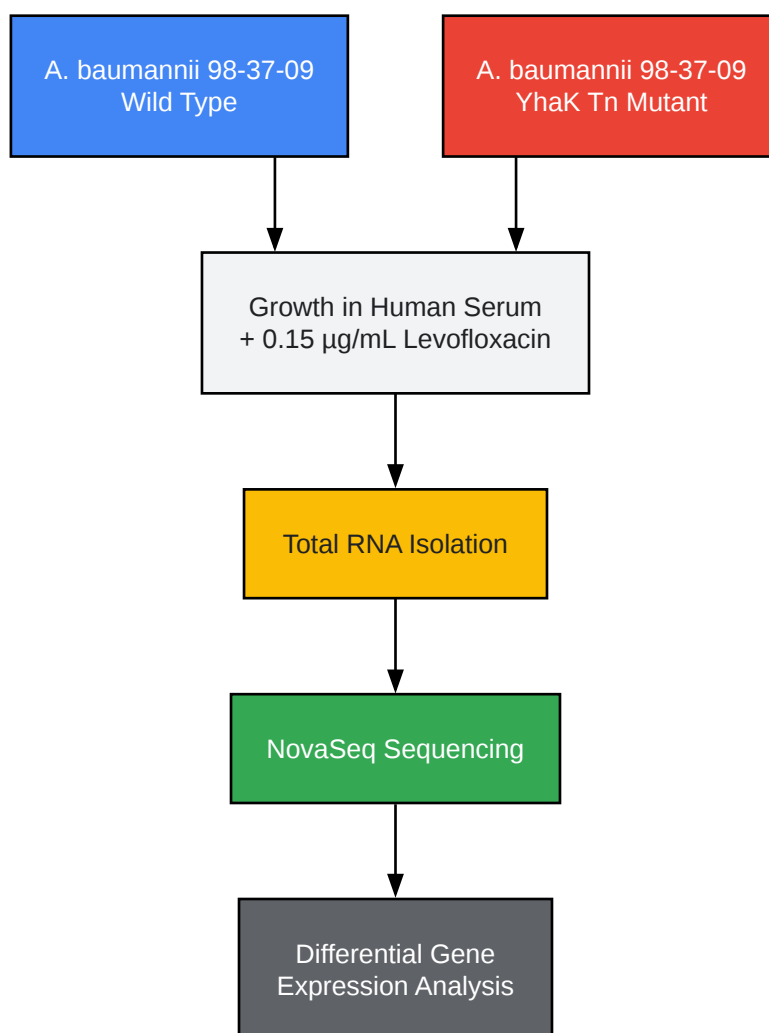 A. baumannii 98-37-09
Wild Type
A. baumannii 98-37-09
YhaK Tn Mutant
Growth in Human Serum
+ 0.15 µg/mL Levofloxacin
Total RNA Isolation
NovaSeq Sequencing
Differential Gene
Expression Analysis